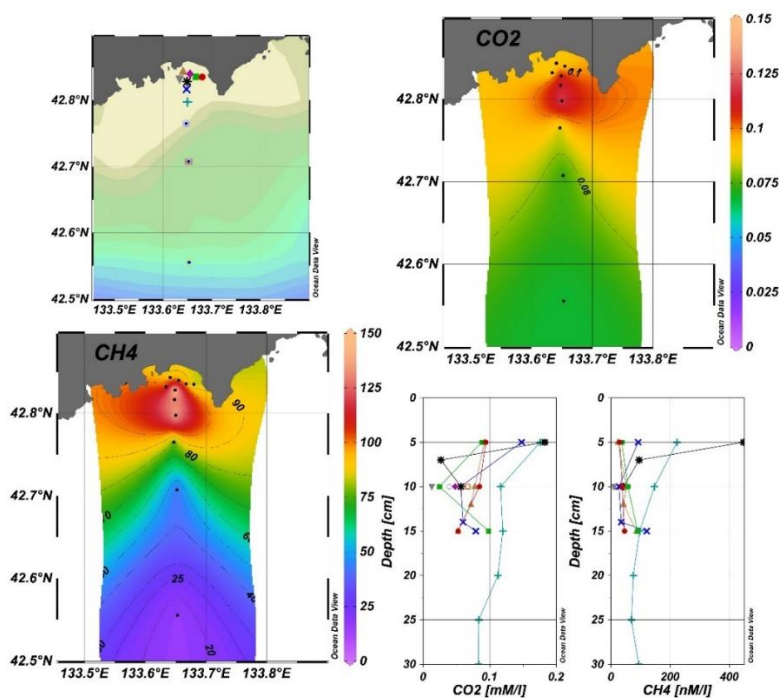 42.8°N
42.7°N
42.6°N
42.5°N
133.5°E 133.6°E 133.7°E 133.8°E
Ocean Data View
CO2
0.1
0.08
42.8°N
42.7°N
42.6°N
42.5°N
133.5°E 133.6°E 133.7°E 133.8°E
Ocean Data View
0.15
0.125
0.1
0.075
0.05
0.025
0
CH4
90
80
70
25
20
42.8°N
42.7°N
42.6°N
42.5°N
133.5°E 133.6°E 133.7°E 133.8°E
Ocean Data View
150
125
100
75
50
25
0
0
5
10
15
20
25
30
Depth [cm]
0 0.1 0.2
CO2 [mM/l]
Ocean Data View
0
5
10
15
20
25
30
Depth [cm]
0 200 400
CH4 [nM/l]
Ocean Data View